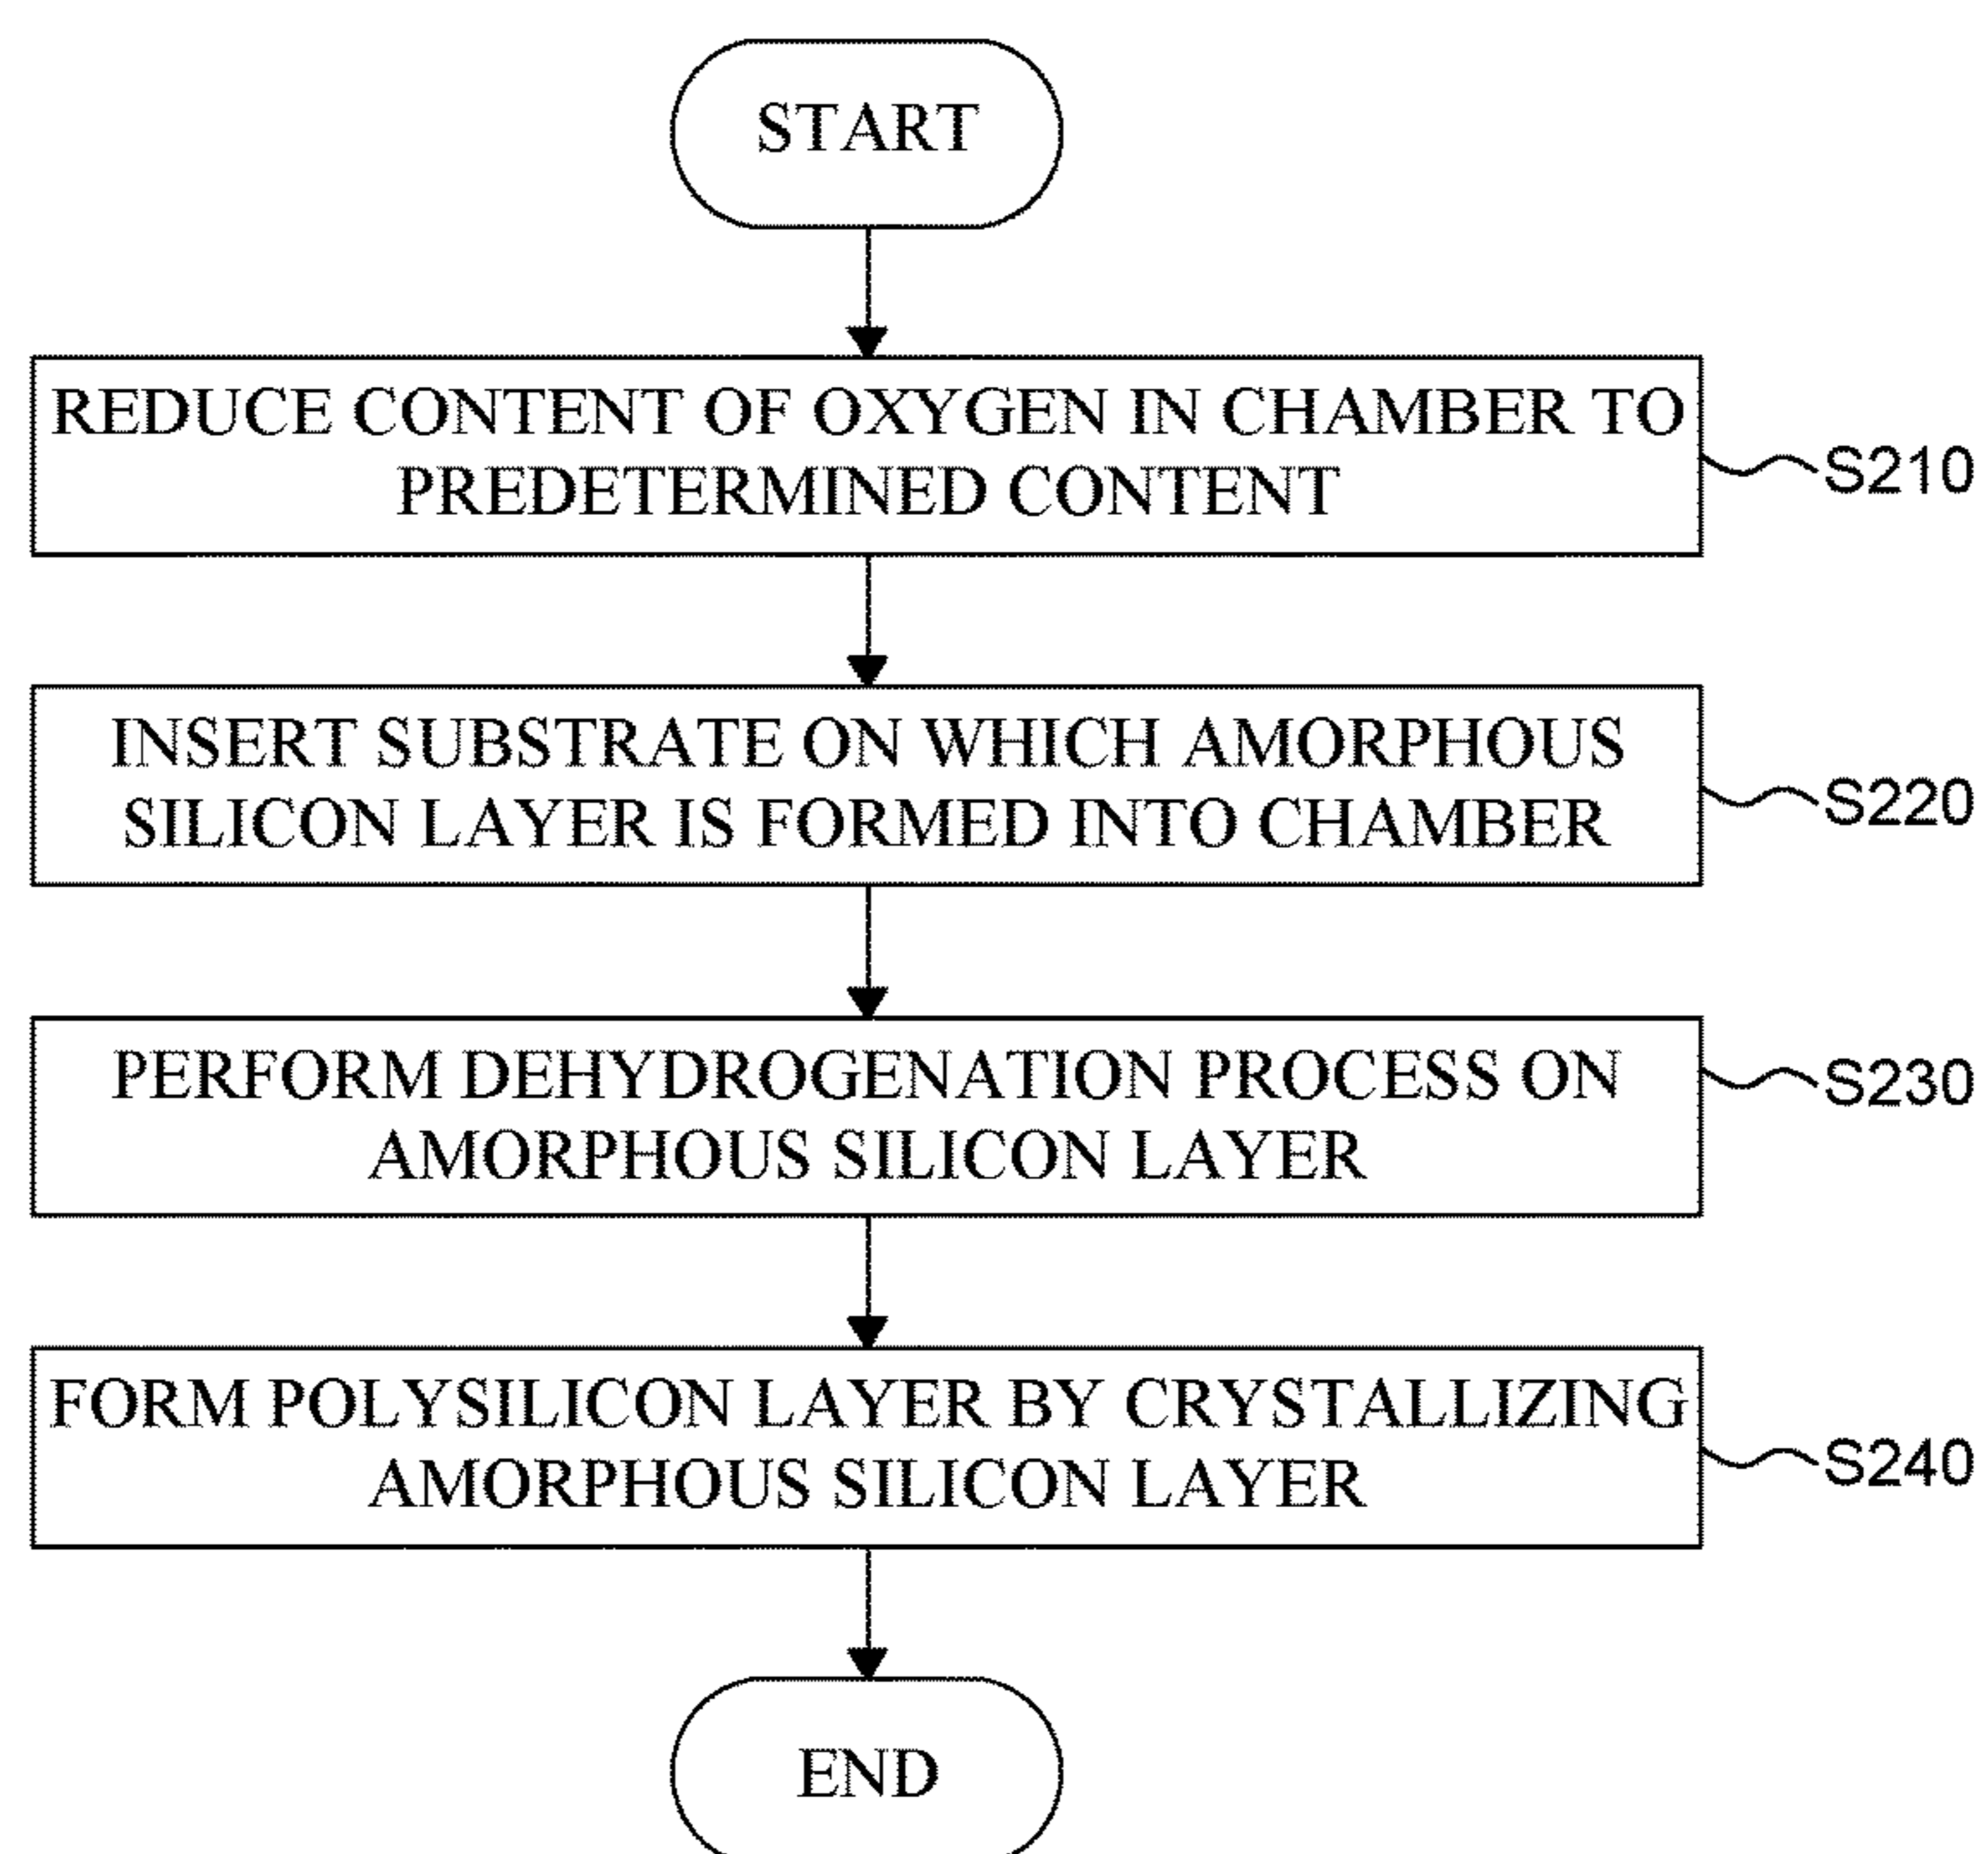 START
REDUCE CONTENT OF OXYGEN IN CHAMBER TO
PREDETERMINED CONTENT
S210
INSERT SUBSTRATE ON WHICH AMORPHOUS
SILICON LAYER IS FORMED INTO CHAMBER
S220
PERFORM DEHYDROGENATION PROCESS ON
AMORPHOUS SILICON LAYER
S230
FORM POLYSILICON LAYER BY CRYSTALLIZING
AMORPHOUS SILICON LAYER
S240
END